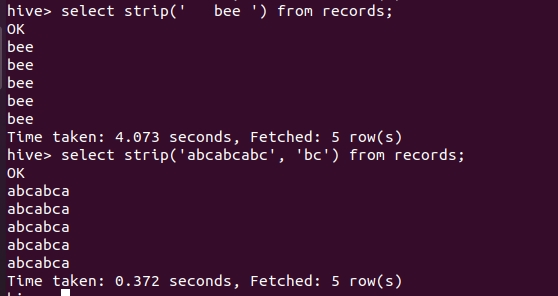 hive> select strip('   bee ') from records;
OK
bee
bee
bee
bee
bee
Time taken: 4.073 seconds, Fetched: 5 row(s)
hive> select strip('abcabcabc', 'bc') from records;
OK
abcabca
abcabca
abcabca
abcabca
abcabca
Time taken: 0.372 seconds, Fetched: 5 row(s)